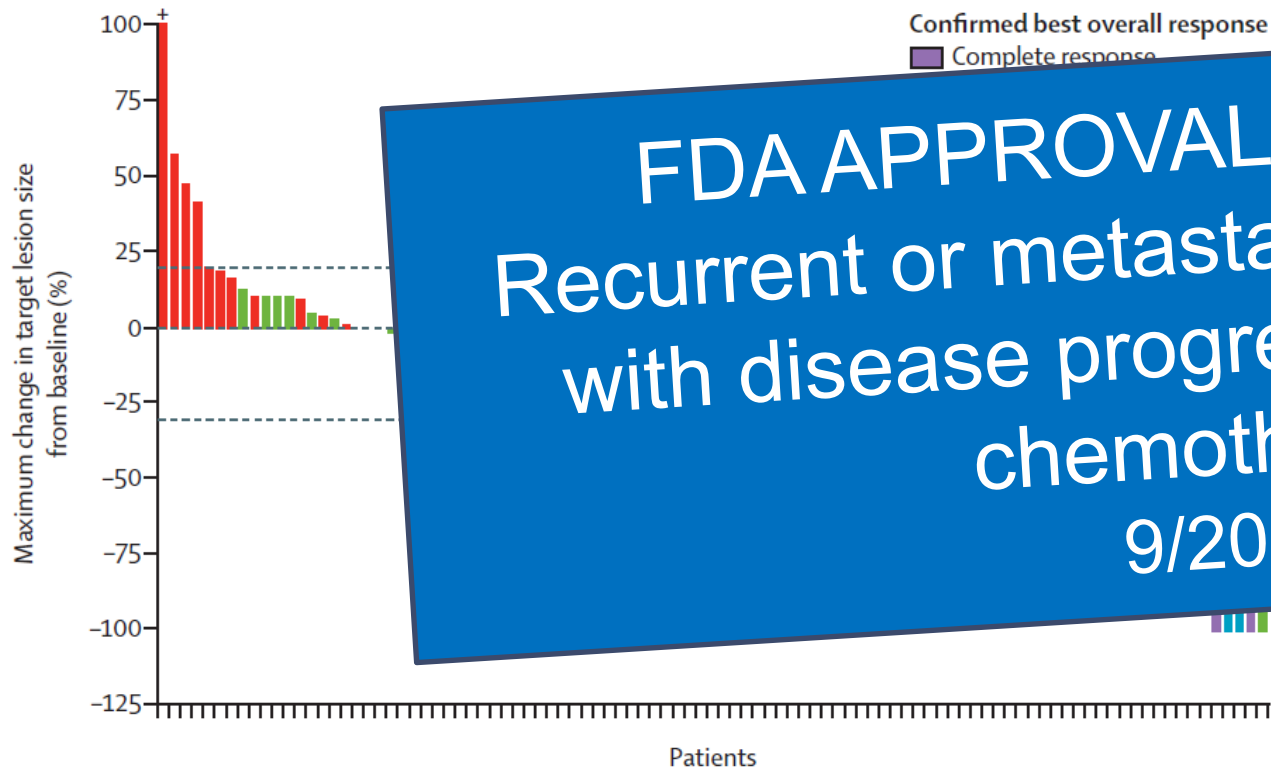 +
100
75
50
25
0
−25
−50
−75
−100
−125
Maximum change in target lesion size
from baseline (%)
Patients
Confirmed best overall response
Complete response
FDA APPROVAL
Recurrent or metasta
with disease progre
chemoth
9/20